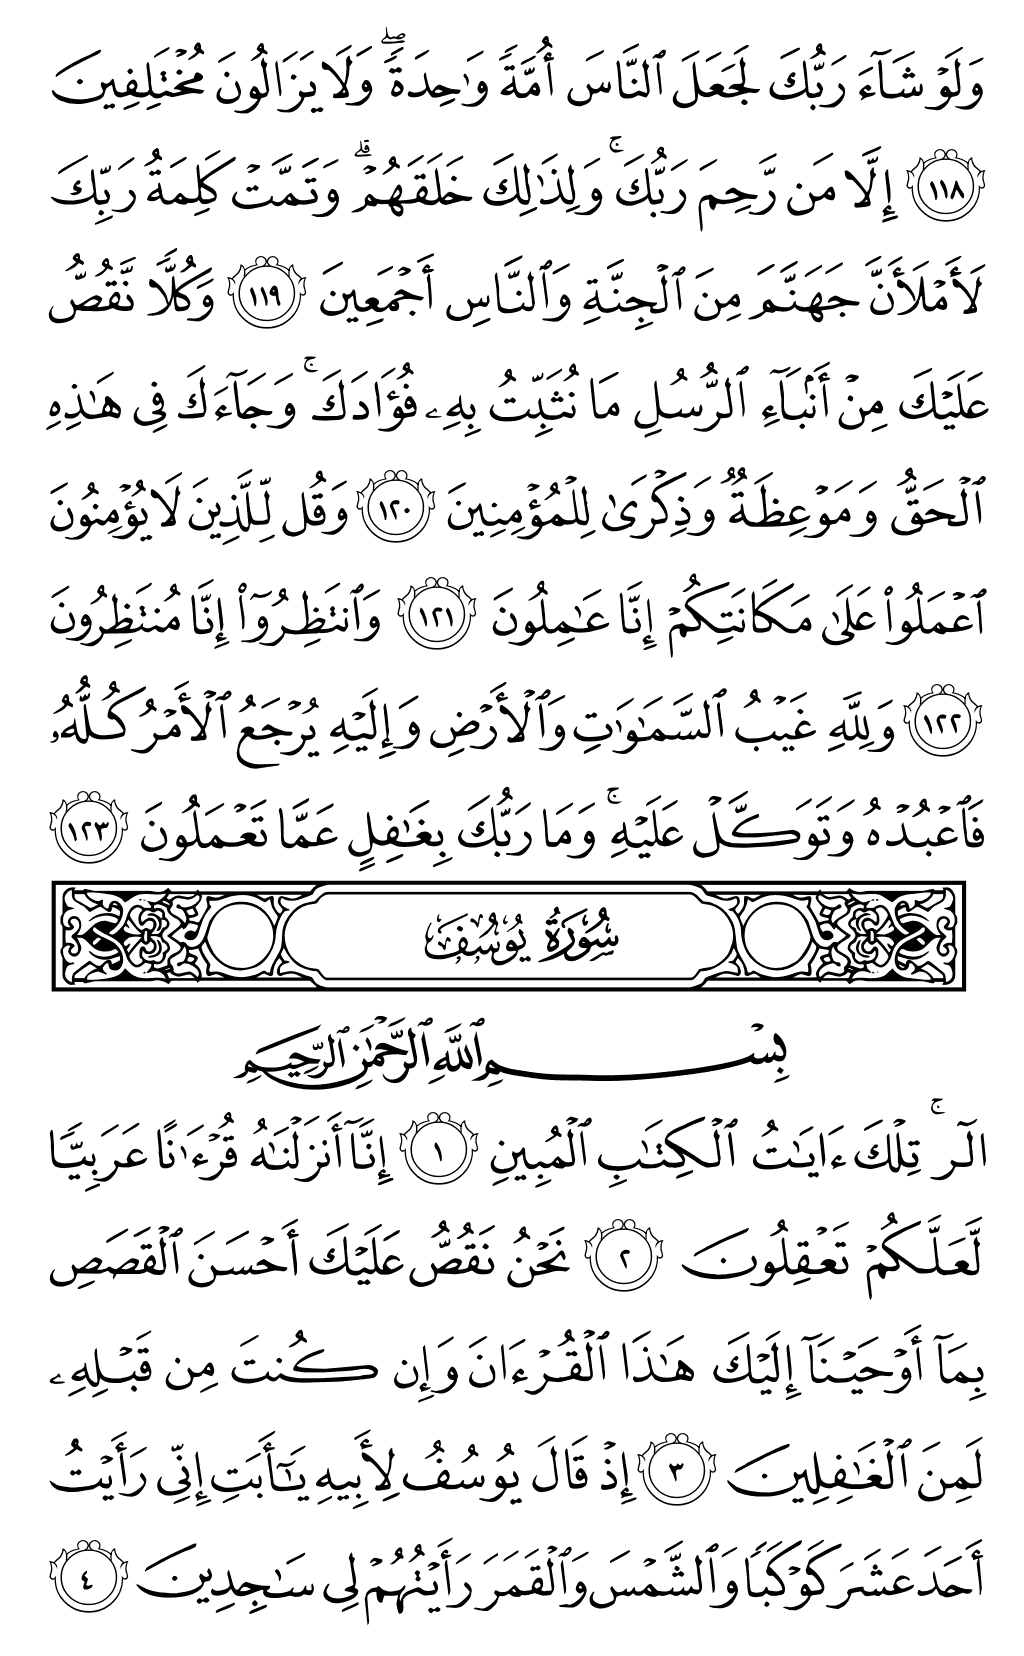 وَلَوْ شَآءَ رَبُّكَ لَجَعَلَ ٱلنَّاسَ أُمَّةً وَٰحِدَةً ۖ وَلَا يَزَالُونَ مُخْتَلِفِينَ
١١٨ إِلَّا مَن رَّحِمَ رَبُّكَ ۚ وَلِذَٰلِكَ خَلَقَهُمْ ۗ وَتَمَّتْ كَلِمَةُ رَبِّكَ
لَأَمْلَأَنَّ جَهَنَّمَ مِنَ ٱلْجِنَّةِ وَٱلنَّاسِ أَجْمَعِينَ ١١٩ وَكُلًّا نَّقُصُّ
عَلَيْكَ مِنْ أَنۢبَآءِ ٱلرُّسُلِ مَا نُثَبِّتُ بِهِۦ فُؤَادَكَ ۚ وَجَآءَكَ فِى هَـٰذِهِ
ٱلْحَقُّ وَمَوْعِظَةٌ وَذِكْرَىٰ لِلْمُؤْمِنِينَ ١٢٠ وَقُل لِّلَّذِينَ لَا يُؤْمِنُونَ
ٱعْمَلُوا۟ عَلَىٰ مَكَانَتِكُمْ إِنَّا عَـٰمِلُونَ ١٢١ وَٱنتَظِرُوٓا۟ إِنَّا مُنتَظِرُونَ
١٢٢ وَلِلَّهِ غَيْبُ ٱلسَّمَـٰوَٰتِ وَٱلْأَرْضِ وَإِلَيْهِ يُرْجَعُ ٱلْأَمْرُ كُلُّهُۥ
فَٱعْبُدْهُ وَتَوَكَّلْ عَلَيْهِ ۚ وَمَا رَبُّكَ بِغَـٰفِلٍ عَمَّا تَعْمَلُونَ ١٢٣
سُورَةُ يُوسُفَ
بِسْمِ ٱللَّهِ ٱلرَّحْمَـٰنِ ٱلرَّحِيمِ
الٓر ۚ تِلْكَ ءَايَـٰتُ ٱلْكِتَـٰبِ ٱلْمُبِينِ ١ إِنَّآ أَنزَلْنَـٰهُ قُرْءَٰنًا عَرَبِيًّا
لَّعَلَّكُمْ تَعْقِلُونَ ٢ نَحْنُ نَقُصُّ عَلَيْكَ أَحْسَنَ ٱلْقَصَصِ
بِمَآ أَوْحَيْنَآ إِلَيْكَ هَـٰذَا ٱلْقُرْءَانَ وَإِن كُنتَ مِن قَبْلِهِۦ
لَمِنَ ٱلْغَـٰفِلِينَ ٣ إِذْ قَالَ يُوسُفُ لِأَبِيهِ يَـٰٓأَبَتِ إِنِّى رَأَيْتُ
أَحَدَ عَشَرَ كَوْكَبًا وَٱلشَّمْسَ وَٱلْقَمَرَ رَأَيْتُهُمْ لِى سَـٰجِدِينَ ٤